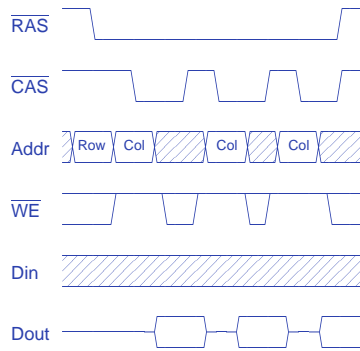 RAS
CAS
Addr Row Col Col Col
WE
Din
Dout